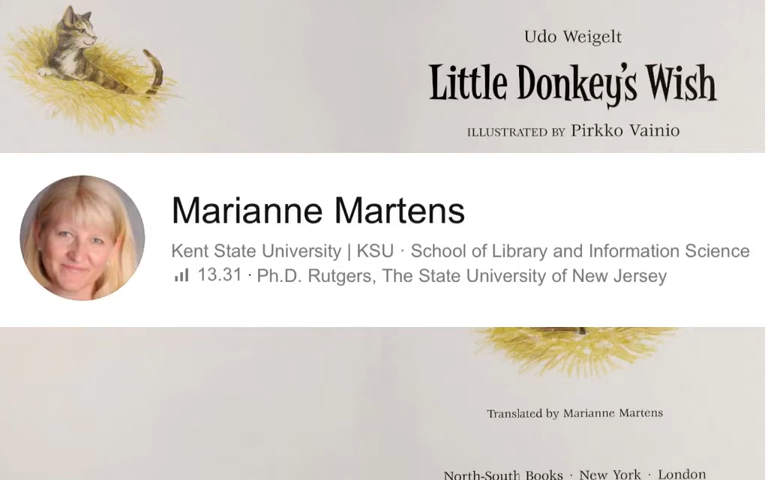 Udo Weigelt
Little Donkey's Wish
ILLUSTRATED BY Pirkko Vainio
Marianne Martens
Kent State University | KSU · School of Library and Information Science
13.31 · Ph.D. Rutgers, The State University of New Jersey
Translated by Marianne Martens
North-South Books · New York · London